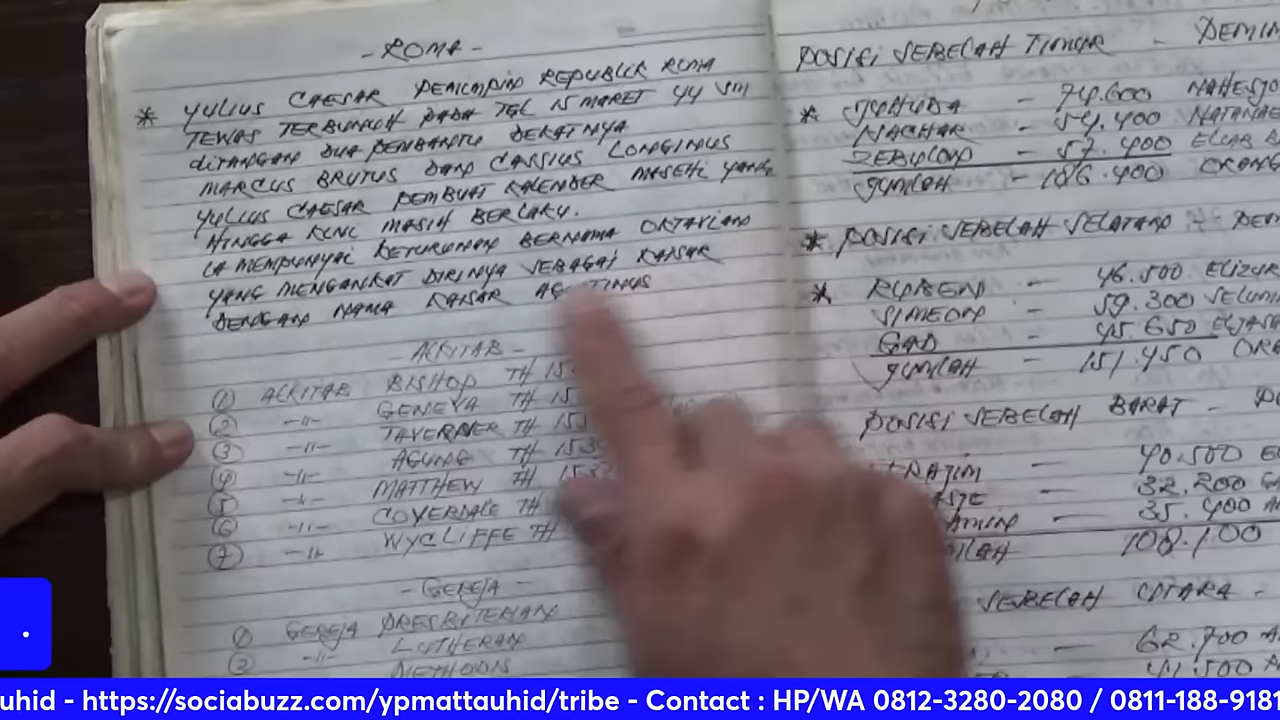 - ROMA -
* YULIUS CAESAR PEMIMPIN REPUBLIK ROMA
TEWAS TERBUNUH PADA TGL 15 MARET 44 SM
DITANGAN DUA PEMBANTU DEKATNYA
MARCUS BRUTUS DAN CASSIUS LONGINUS
YULIUS CAESAR PEMBUAT KALENDER MASEHI YANG
HINGGA KINI MASIH BERLAKU.
IA MEMPUNYAI KETURUNAN BERNAMA OKTAVIAN
YANG MENGANGKAT DIRINYA SEBAGAI KAISAR
DENGAN NAMA KAISAR AGUSTINUS
- ALKITAB -
① ALKITAB BISHOP TH
② -"- GENEVA TH
③ -"- TAVERNER TH
④ -"- AGUNG TH
⑤ -"- MATTHEW TH
⑥ -"- COVERDALE TH
⑦ -"- WYCLIFFE TH
- GEREJA -
① GEREJA PRESBITERIAN
② -"- LUTHERAN
METHODIS
POSISI SEBELAH TIMUR -
* YEHUDA - 74.600
ISACHAR - 54.400
ZEBULON - 57.400
JUMLAH - 186.400
* POSISI SEBELAH SELATAN -
* RUBEN - 46.500
SIMEON - 59.300
GAD - 45.650
JUMLAH - 151.450
POSISI SEBELAH BARAT -
- 40.500
- 32.200
- 35.400
108.100
SEBELAH UTARA -
- 62.700
41.500
uhid - https://sociabuzz.com/ypmattauhid/tribe - Contact : HP/WA 0812-3280-2080 / 0811-188-9181